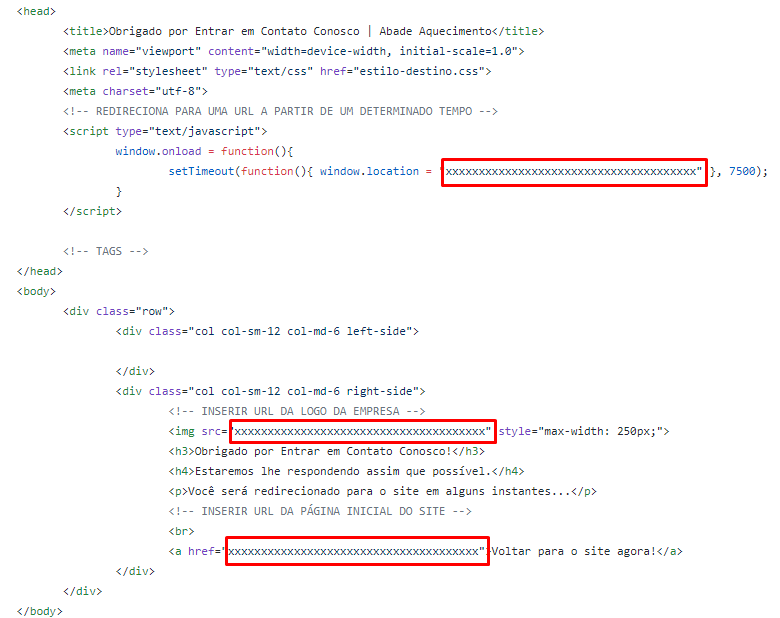 <head>
<title>Obrigado por Entrar em Contato Conosco | Abade Aquecimento</title>
<meta name="viewport" content="width=device-width, initial-scale=1.0">
<link rel="stylesheet" type="text/css" href="estilo-destino.css">
<meta charset="utf-8">
<!-- REDIRECIONA PARA UMA URL A PARTIR DE UM DETERMINADO TEMPO -->
<script type="text/javascript">
window.onload = function(){
setTimeout(function(){ window.location = "xxxxxxxxxxxxxxxxxxxxxxxxxxxxxxxxxxxxxx" }, 7500);
}
</script>
<!-- TAGS -->
</head>
<body>
<div class="row">
<div class="col col-sm-12 col-md-6 left-side">
</div>
<div class="col col-sm-12 col-md-6 right-side">
<!-- INSERIR URL DA LOGO DA EMPRESA -->
<img src="xxxxxxxxxxxxxxxxxxxxxxxxxxxxxxxxxxxxxx" style="max-width: 250px;">
<h3>Obrigado por Entrar em Contato Conosco!</h3>
<h4>Estaremos lhe respondendo assim que possível.</h4>
<p>Você será redirecionado para o site em alguns instantes...</p>
<!-- INSERIR URL DA PÁGINA INICIAL DO SITE -->
<br>
<a href="xxxxxxxxxxxxxxxxxxxxxxxxxxxxxxxxxxxxxx">Voltar para o site agora!</a>
</div>
</div>
</body>